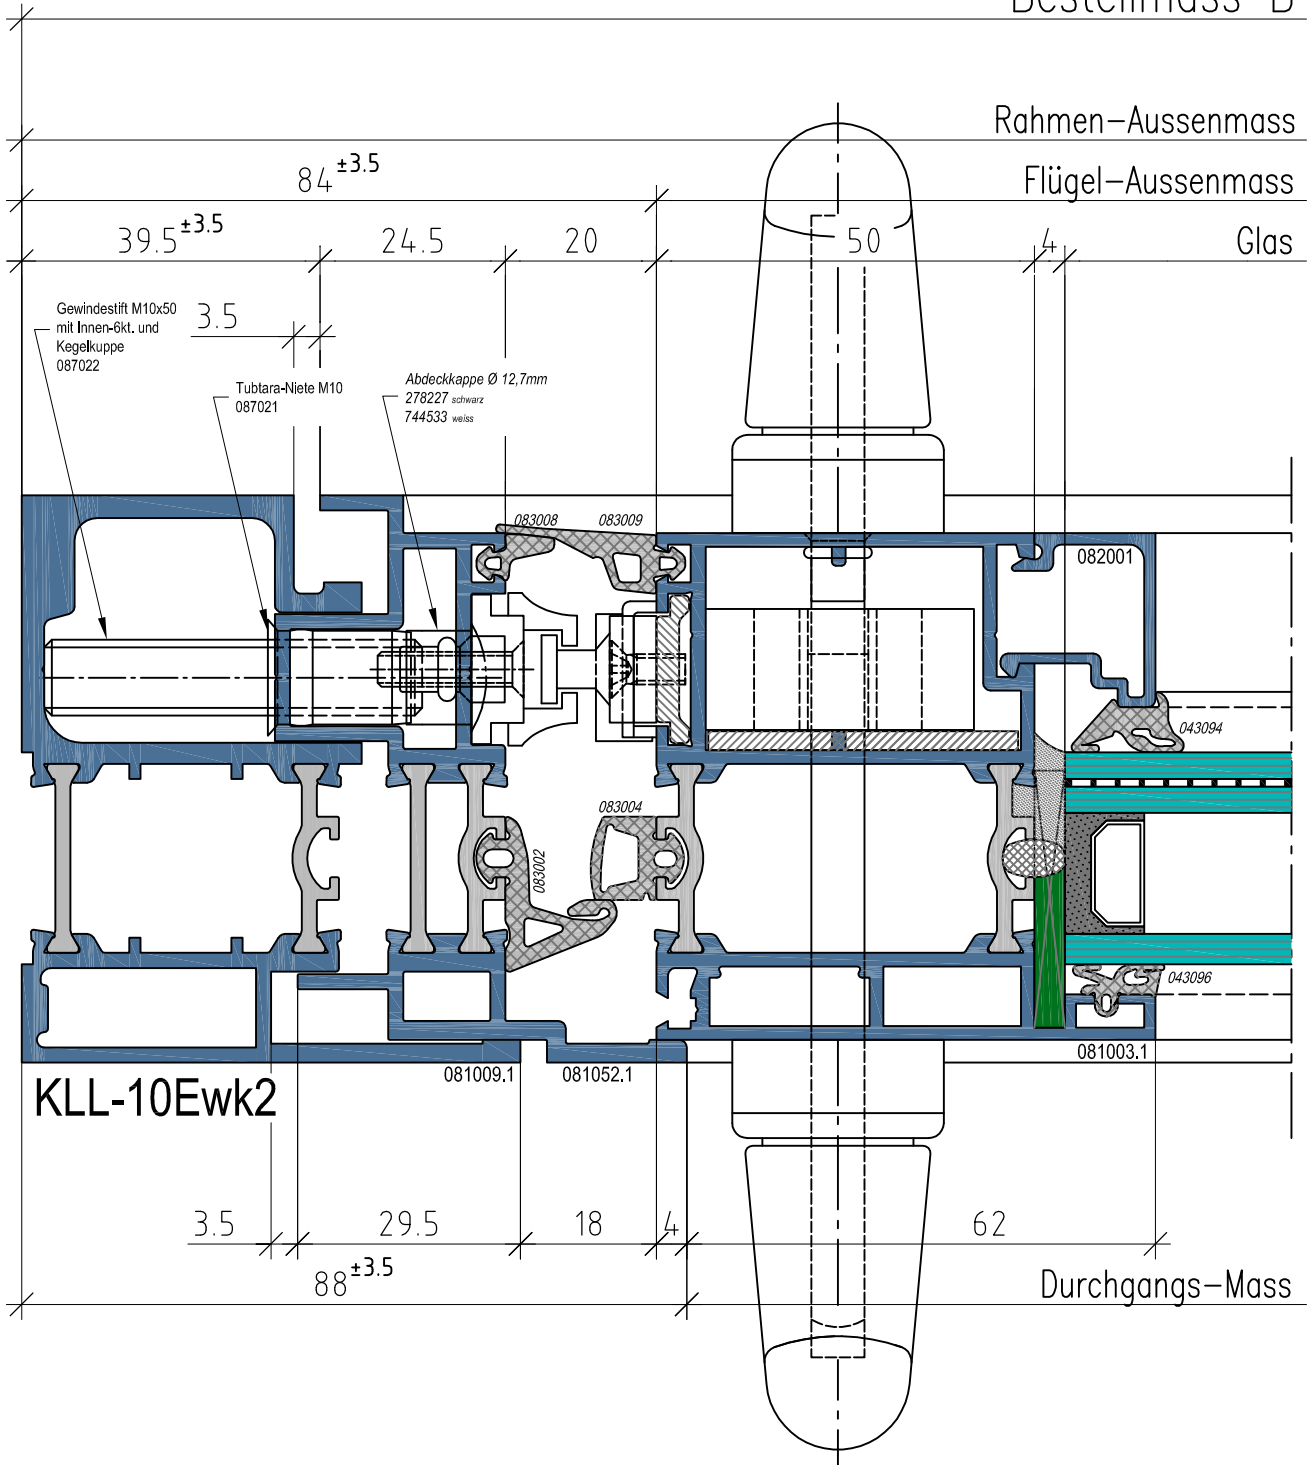 Bestellmass B
Rahmen-Aussenmass
84 ±3.5
Flügel-Aussenmass
39.5 ±3.5
24.5
20
50
4
Glas
Gewindestift M10x50
mit Innen-6kt. und
Kegelkuppe
087022
3.5
Tubtara-Niete M10
087021
Abdeckkappe Ø 12,7mm
278227 schwarz
744533 weiss
083008
083009
082001
043094
083004
083002
043096
081009.1
081052.1
081003.1
KLL-10Ewk2
3.5
29.5
18
4
62
88 ±3.5
Durchgangs-Mass